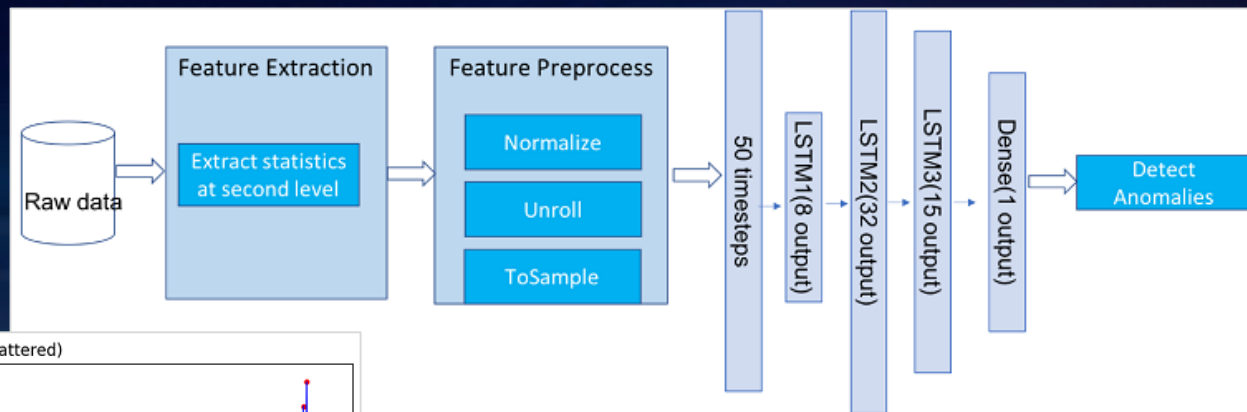 Raw data
Feature Extraction
Extract statistics
at second level
Feature Preprocess
Normalize
Unroll
ToSample
50 timesteps
LSTM1(8 output)
LSTM2(32 output)
LSTM3(15 output)
Dense(1 output)
Detect
Anomalies
attered)